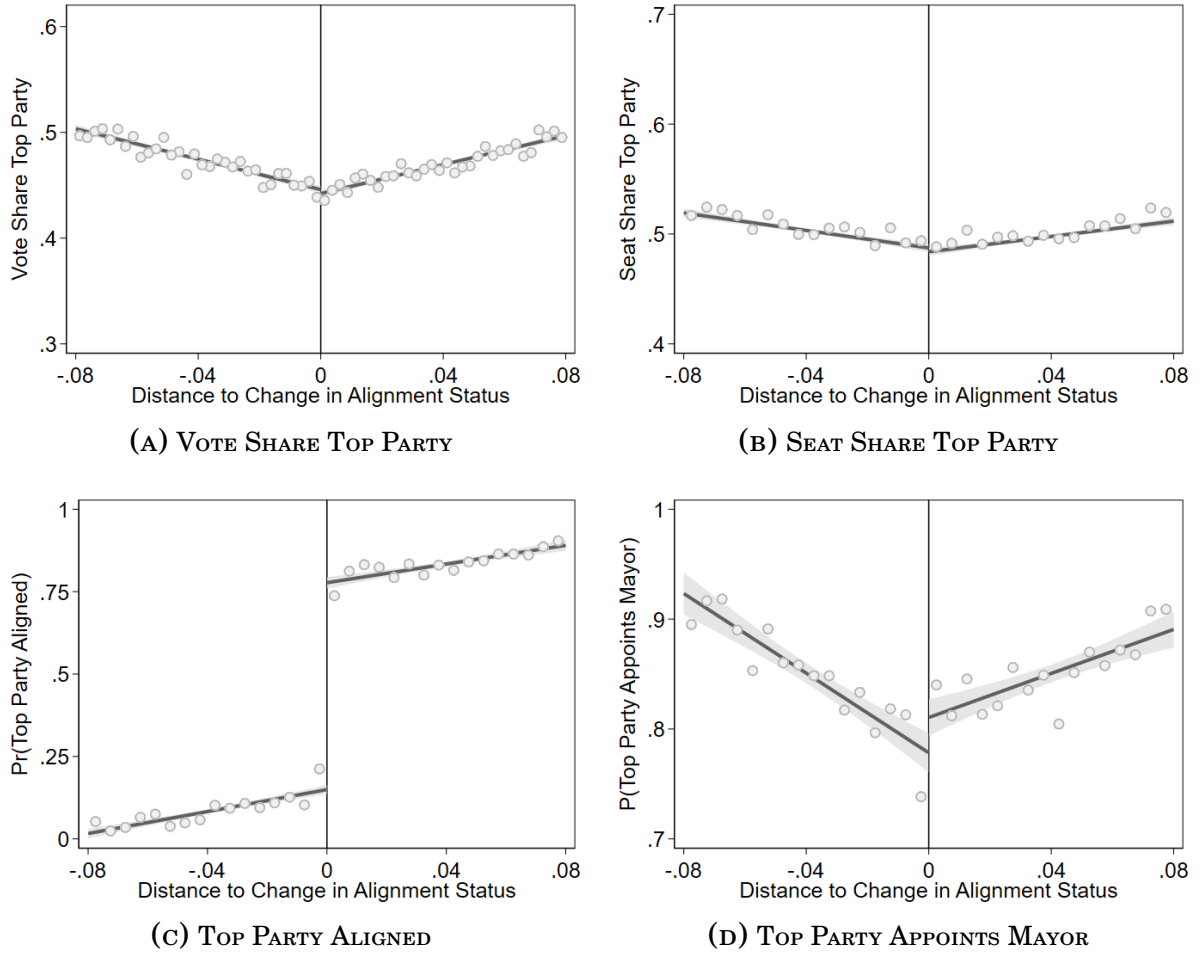 .6
.5
.4
.3
Vote Share Top Party
-.08 -.04 0 .04 .08
Distance to Change in Alignment Status
(A) Vote Share Top Party
.7
.6
.5
.4
Seat Share Top Party
-.08 -.04 0 .04 .08
Distance to Change in Alignment Status
(B) Seat Share Top Party
1
.75
.5
.25
0
Pr(Top Party Aligned)
-.08 -.04 0 .04 .08
Distance to Change in Alignment Status
(C) Top Party Aligned
1
.9
.8
.7
P(Top Party Appoints Mayor)
-.08 -.04 0 .04 .08
Distance to Change in Alignment Status
(D) Top Party Appoints Mayor